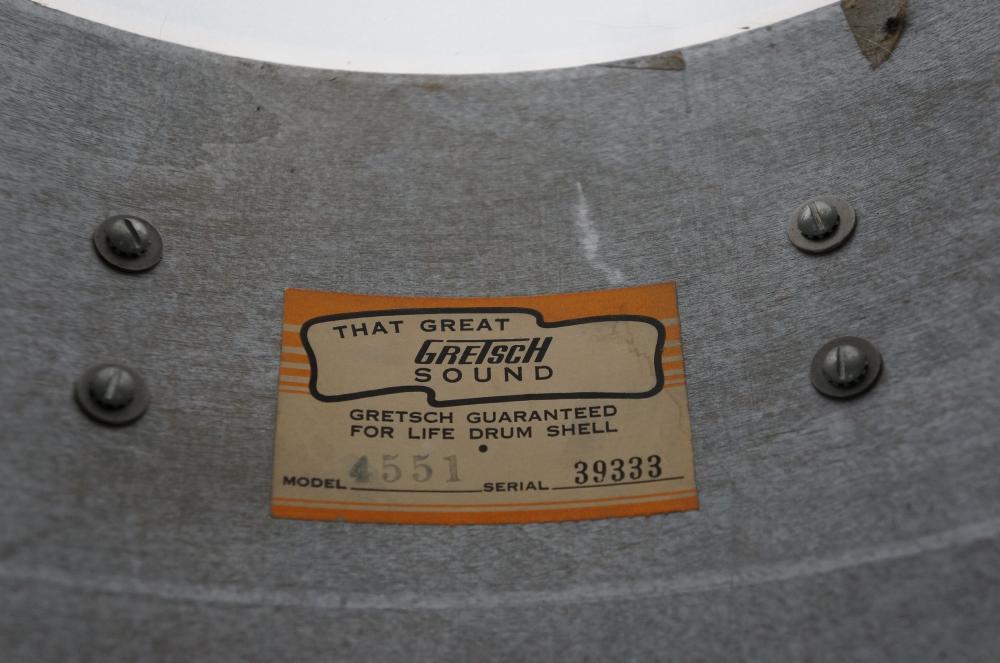 THAT GREAT
GRETSCH
SOUND
GRETSCH GUARANTEED
FOR LIFE DRUM SHELL
MODEL 4551 SERIAL 39333